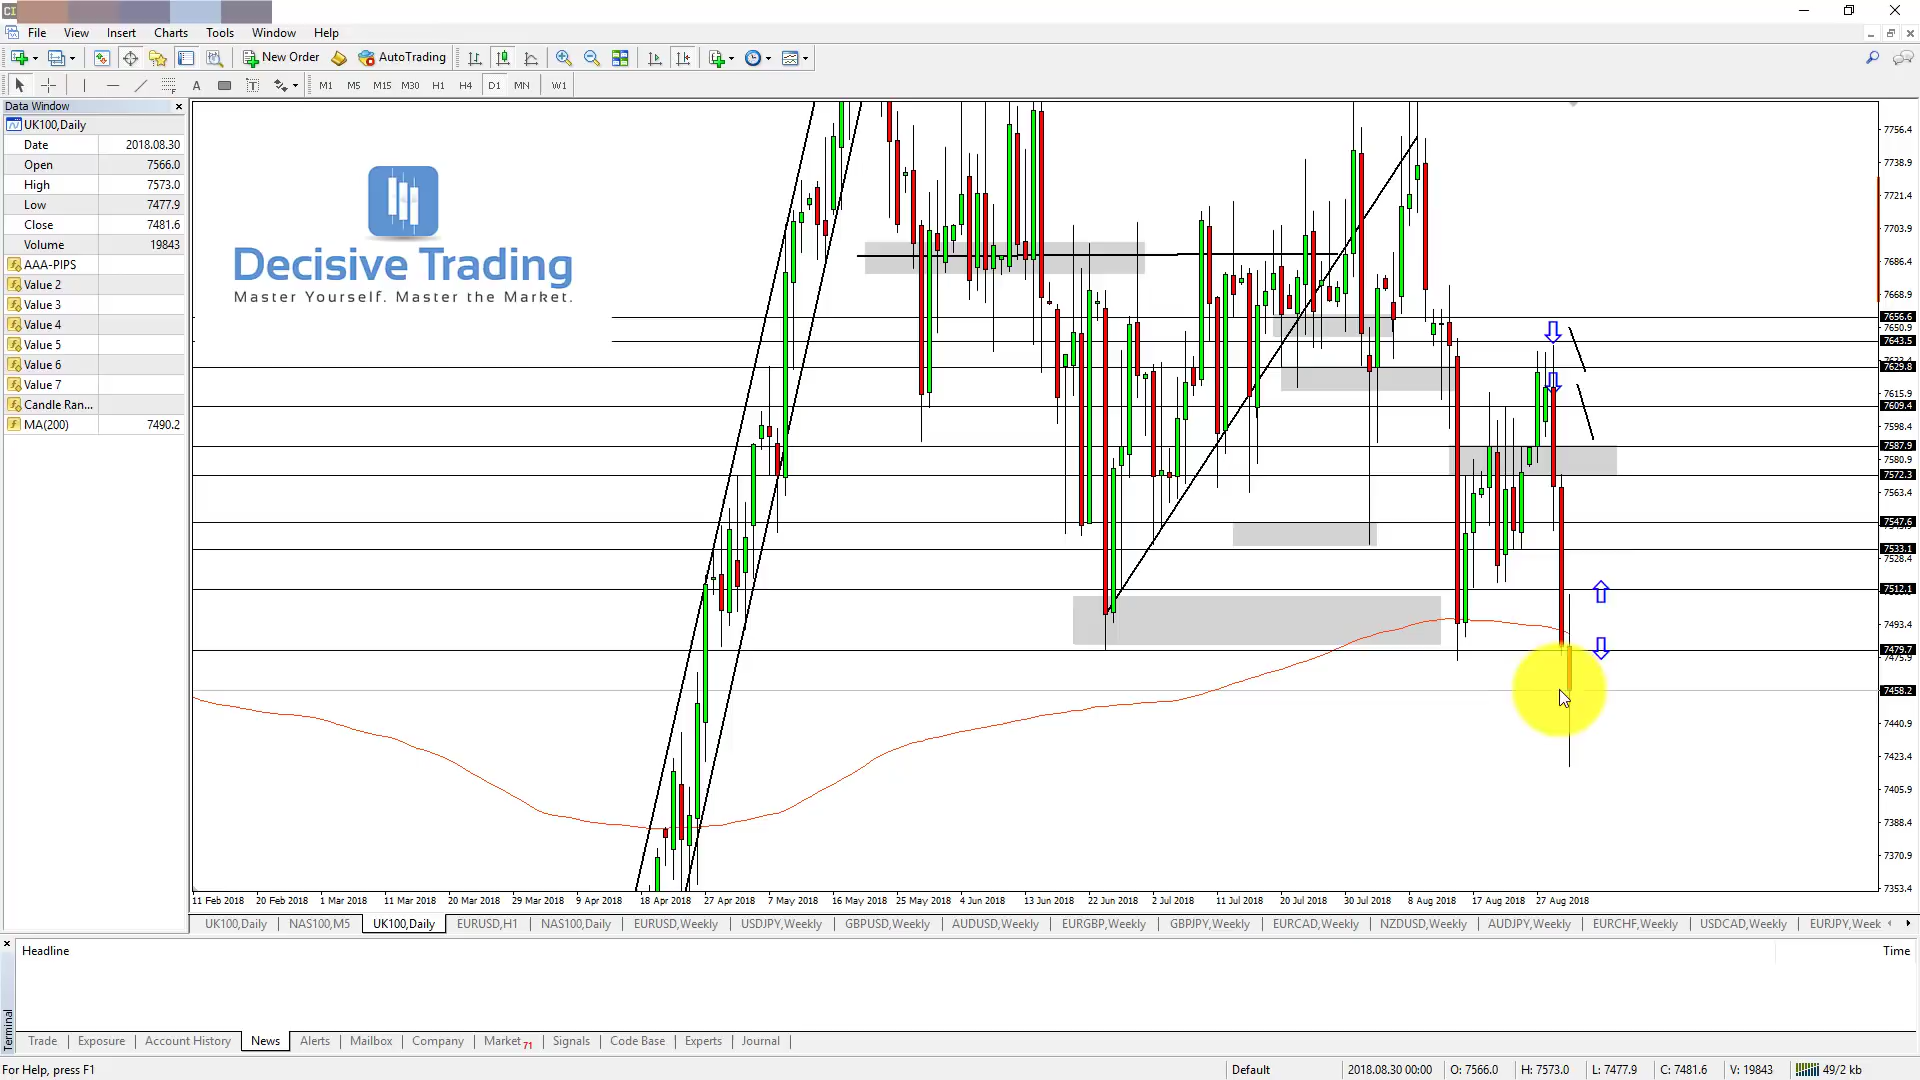 CI
File View Insert Charts Tools Window Help
New Order AutoTrading
A T M1 M5 M15 M30 H1 H4 D1 MN W1
Data Window
UK100,Daily
Date 2018.08.30
Open 7566.0
High 7573.0
Low 7477.9
Close 7481.6
Volume 19843
AAA-PIPS
Value 2
Value 3
Value 4
Value 5
Value 6
Value 7
Candle Ran...
MA(200) 7490.2
Decisive Trading
Master Yourself. Master the Market.
7756.4
7738.9
7721.4
7703.9
7686.4
7668.9
7656.6
7650.9
7643.5
7629.8
7615.9
7609.4
7598.4
7587.9
7580.9
7572.3
7563.4
7547.6
7533.1
7528.4
7512.1
7493.4
7479.7
7475.9
7458.2
7440.9
7423.4
7405.9
7388.4
7370.9
7353.4
11 Feb 2018 20 Feb 2018 1 Mar 2018 11 Mar 2018 20 Mar 2018 29 Mar 2018 9 Apr 2018 18 Apr 2018 27 Apr 2018 7 May 2018 16 May 2018 25 May 2018 4 Jun 2018 13 Jun 2018 22 Jun 2018 2 Jul 2018 11 Jul 2018 20 Jul 2018 30 Jul 2018 8 Aug 2018 17 Aug 2018 27 Aug 2018
UK100,Daily NAS100,M5 UK100,Daily EURUSD,H1 NAS100,Daily EURUSD,Weekly USDJPY,Weekly GBPUSD,Weekly AUDUSD,Weekly EURGBP,Weekly GBPJPY,Weekly EURCAD,Weekly NZDUSD,Weekly AUDJPY,Weekly EURCHF,Weekly USDCAD,Weekly EURJPY,Week
Headline Time
Terminal
Trade Exposure Account History News Alerts Mailbox Company Market 71 Signals Code Base Experts Journal
For Help, press F1 Default 2018.08.30 00:00 O: 7566.0 H: 7573.0 L: 7477.9 C: 7481.6 V: 19843 49/2 kb